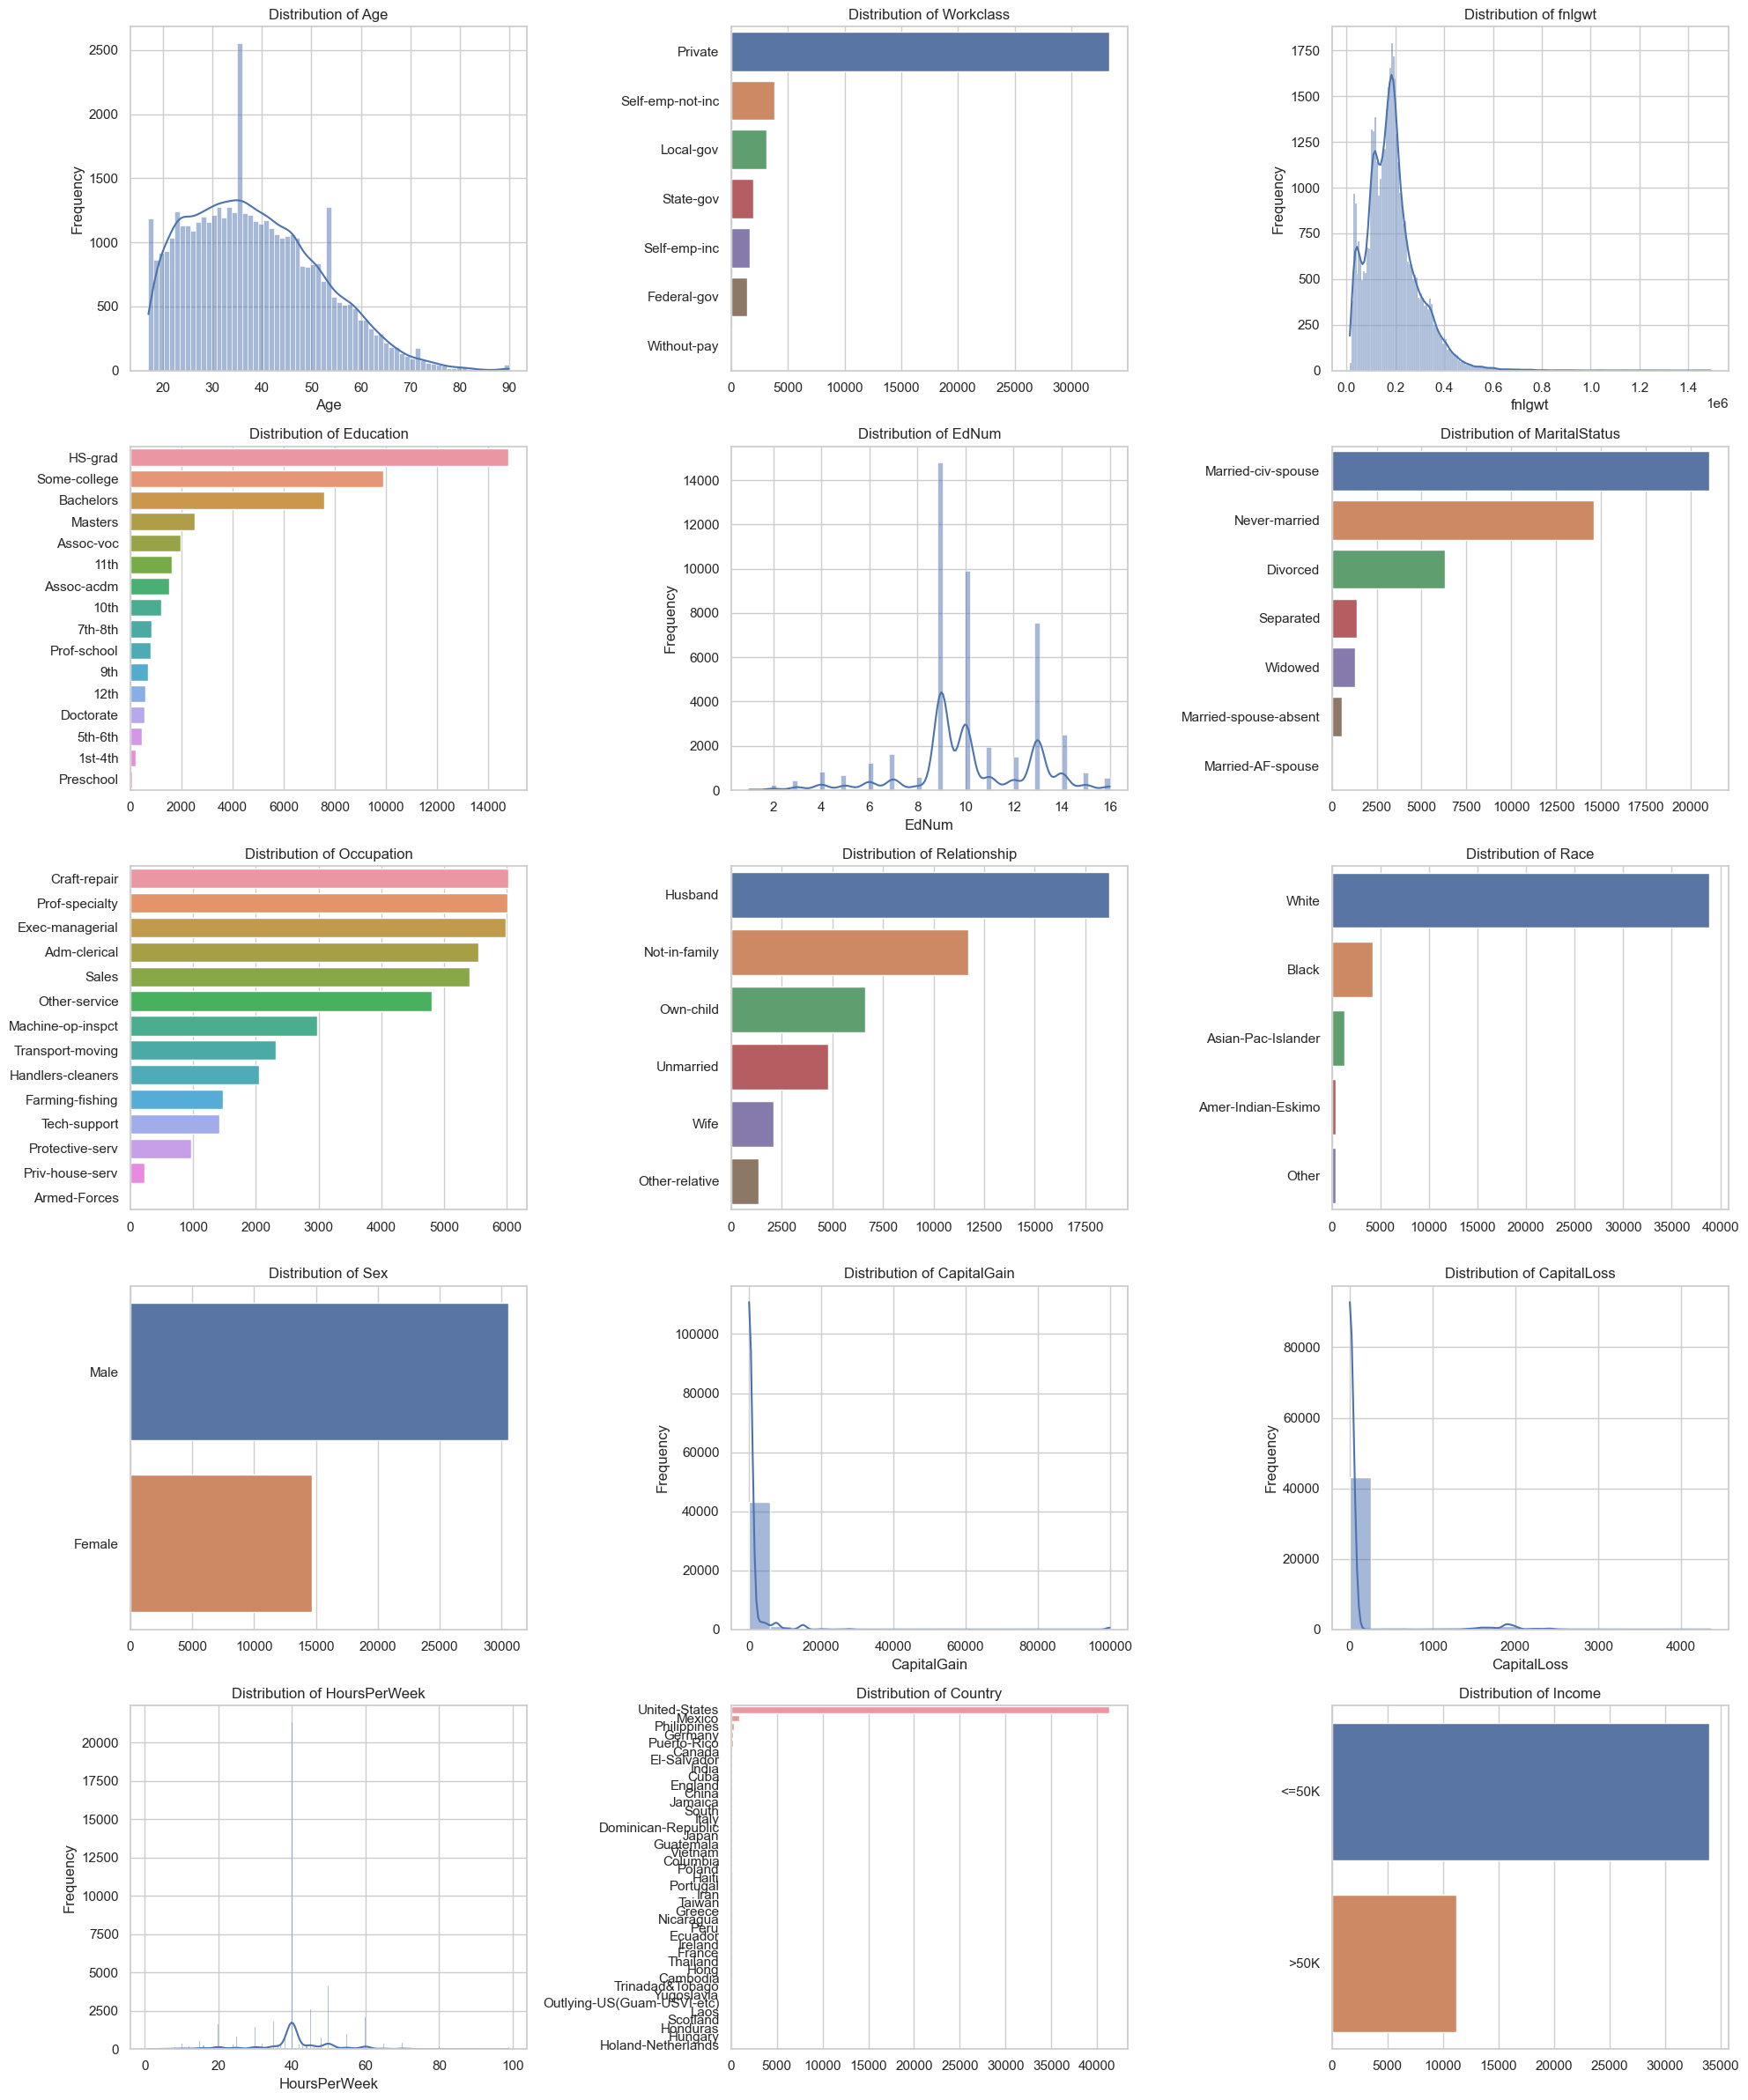 Distribution of Age
2500
2000
1500
1000
500
0
Frequency
20 30 40 50 60 70 80 90
Age
Distribution of Workclass
Private
Self-emp-not-inc
Local-gov
State-gov
Self-emp-inc
Federal-gov
Without-pay
0 5000 10000 15000 20000 25000 30000
Distribution of fnlgwt
1750
1500
1250
1000
750
500
250
0
Frequency
0.0 0.2 0.4 0.6 0.8 1.0 1.2 1.4
1e6
fnlgwt
Distribution of Education
HS-grad
Some-college
Bachelors
Masters
Assoc-voc
11th
Assoc-acdm
10th
7th-8th
Prof-school
9th
12th
Doctorate
5th-6th
1st-4th
Preschool
0 2000 4000 6000 8000 10000 12000 14000
Distribution of EdNum
14000
12000
10000
8000
6000
4000
2000
0
Frequency
2 4 6 8 10 12 14 16
EdNum
Distribution of MaritalStatus
Married-civ-spouse
Never-married
Divorced
Separated
Widowed
Married-spouse-absent
Married-AF-spouse
0 2500 5000 7500 10000 12500 15000 17500 20000
Distribution of Occupation
Craft-repair
Prof-specialty
Exec-managerial
Adm-clerical
Sales
Other-service
Machine-op-inspct
Transport-moving
Handlers-cleaners
Farming-fishing
Tech-support
Protective-serv
Priv-house-serv
Armed-Forces
0 1000 2000 3000 4000 5000 6000
Distribution of Relationship
Husband
Not-in-family
Own-child
Unmarried
Wife
Other-relative
0 2500 5000 7500 10000 12500 15000 17500
Distribution of Race
White
Black
Asian-Pac-Islander
Amer-Indian-Eskimo
Other
0 5000 10000 15000 20000 25000 30000 35000 40000
Distribution of Sex
Male
Female
0 5000 10000 15000 20000 25000 30000
Distribution of CapitalGain
100000
80000
60000
40000
20000
0
Frequency
0 20000 40000 60000 80000 100000
CapitalGain
Distribution of CapitalLoss
80000
60000
40000
20000
0
Frequency
0 1000 2000 3000 4000
CapitalLoss
Distribution of HoursPerWeek
20000
17500
15000
12500
10000
7500
5000
2500
0
Frequency
0 20 40 60 80 100
HoursPerWeek
Distribution of Country
United-States
Mexico
Philippines
Germany
Puerto-Rico
Canada
El-Salvador
India
Cuba
England
China
Jamaica
South
Italy
Dominican-Republic
Japan
Guatemala
Vietnam
Columbia
Poland
Haiti
Portugal
Iran
Taiwan
Greece
Nicaragua
Peru
Ecuador
Ireland
France
Thailand
Hong
Cambodia
Trinadad&Tobago
Yugoslavia
Outlying-US(Guam-USVI-etc)
Laos
Scotland
Honduras
Hungary
Holand-Netherlands
0 5000 10000 15000 20000 25000 30000 35000 40000
Distribution of Income
<=50K
>50K
0 5000 10000 15000 20000 25000 30000 35000